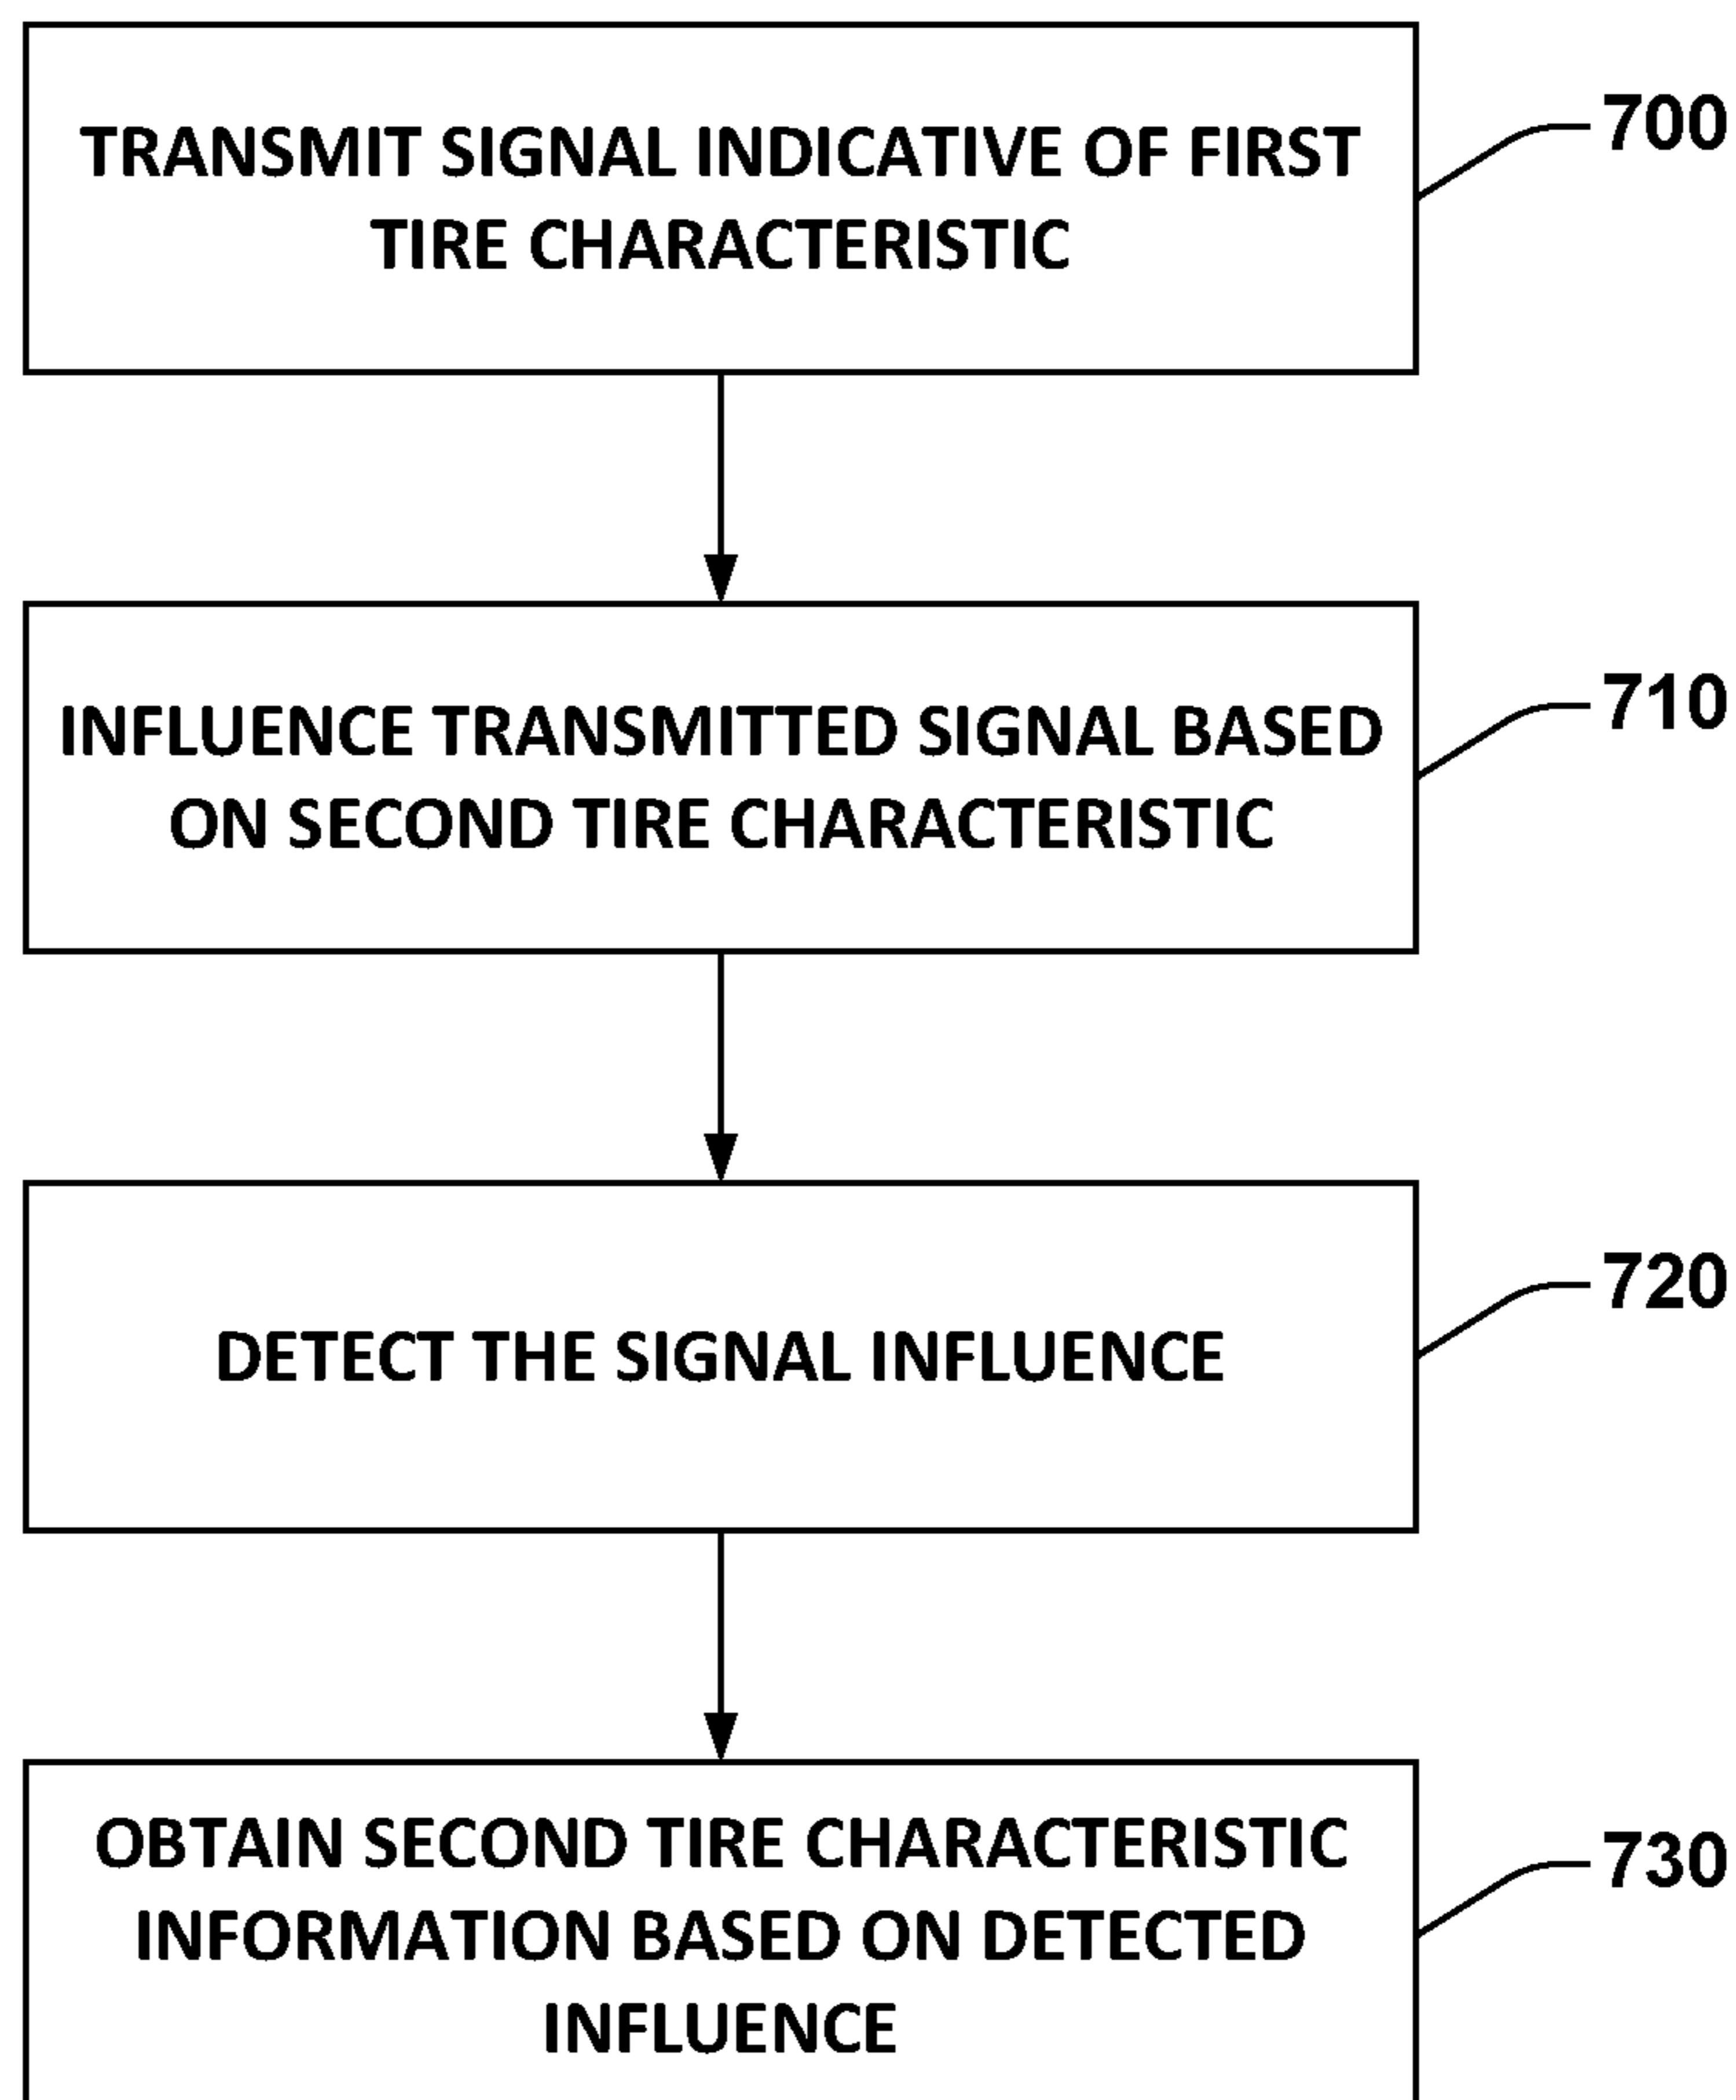 TRANSMIT SIGNAL INDICATIVE OF FIRST
TIRE CHARACTERISTIC
700
INFLUENCE TRANSMITTED SIGNAL BASED
ON SECOND TIRE CHARACTERISTIC
710
DETECT THE SIGNAL INFLUENCE
720
OBTAIN SECOND TIRE CHARACTERISTIC
INFORMATION BASED ON DETECTED
INFLUENCE
730